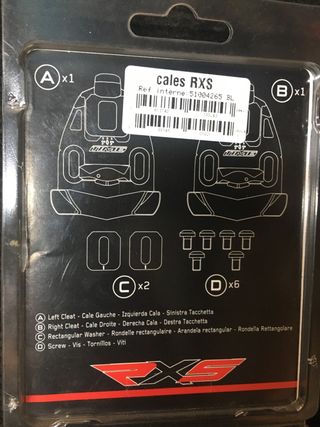 cales RXS
Ref interne 51004265 BL
A x1
B x1
C x2
D x6
A Left Cleat - Cale Gauche - Izquierda Cala - Sinistra Tacchetta
B Right Cleat - Cale Droite - Derecha Cala - Destra Tacchetta
C Rectangular Washer - Rondelle rectangulaire - Arandela rectangular - Rondella Rettangolare
D Screw - Vis - Tornillos - Viti
RXS